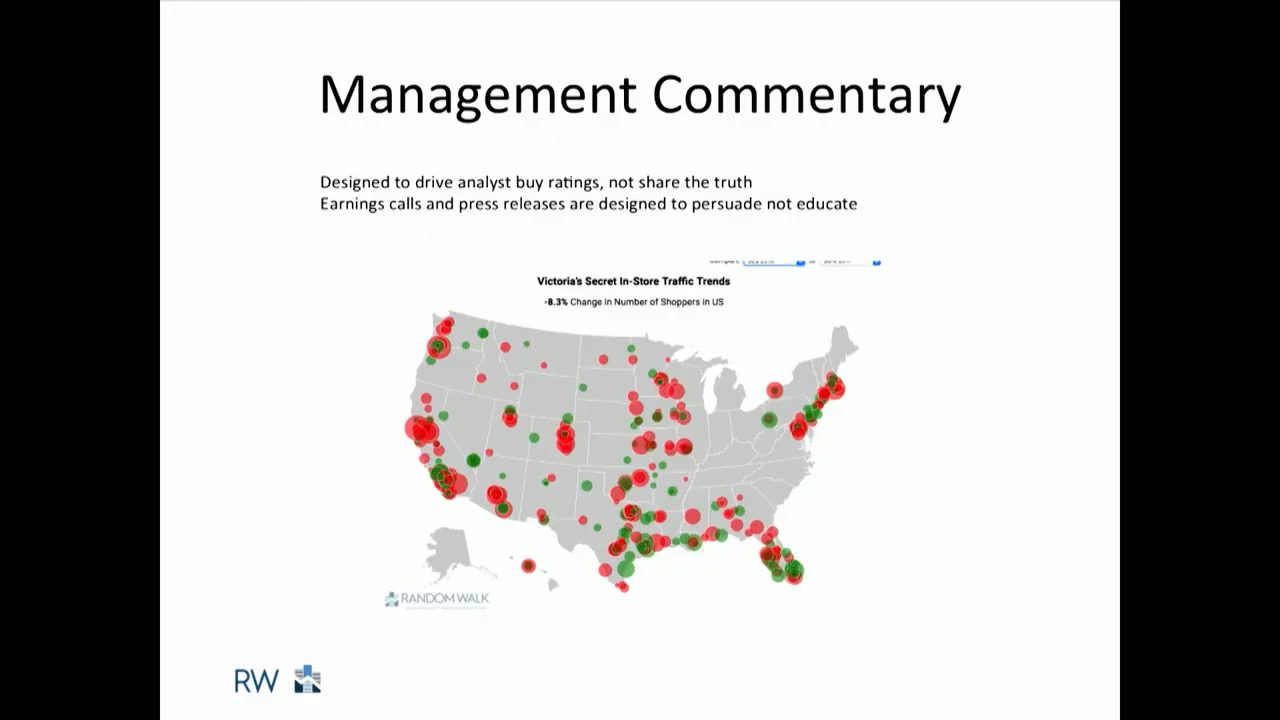 Management Commentary
Designed to drive analyst buy ratings, not share the truth
Earnings calls and press releases are designed to persuade not educate
Victoria's Secret In-Store Traffic Trends
-8.3% Change in Number of Shoppers in US
RANDOM WALK
RW